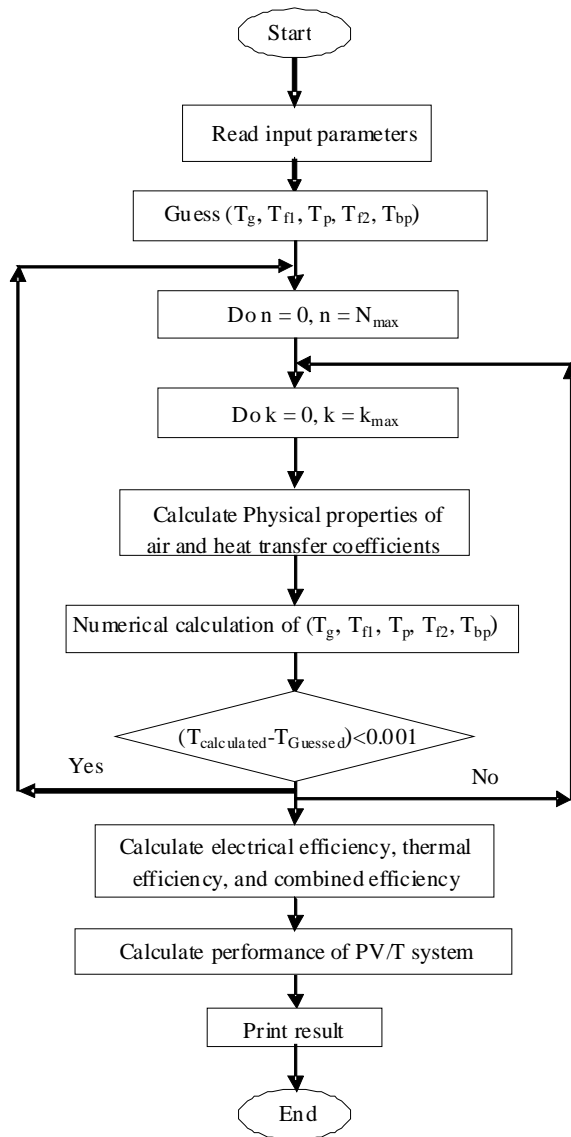 Start
Read input parameters
Guess (Tg, Tf1, Tp, Tf2, Tbp)
Do n = 0, n = Nmax
Do k = 0, k = kmax
Calculate Physical properties of
air and heat transfer coefficients
Numerical calculation of (Tg, Tf1, Tp, Tf2, Tbp)
(Tcalculated-TGuessed)<0.001
Yes
No
Calculate electrical efficiency, thermal
efficiency, and combined efficiency
Calculate performance of PV/T system
Print result
End